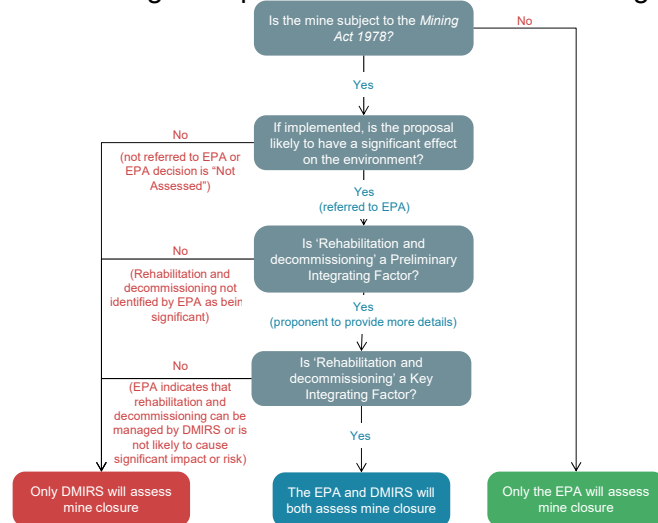 Is the mine subject to the Mining
Act 1978?
No
Yes
If implemented, is the proposal
likely to have a significant effect
on the environment?
No
(not referred to EPA or
EPA decision is “Not
Assessed”)
Yes
(referred to EPA)
Is ‘Rehabilitation and
decommissioning’ a Preliminary
Integrating Factor?
No
(Rehabilitation and
decommissioning not
identified by EPA as bein
significant)
Yes
(proponent to provide more details)
Is ‘Rehabilitation and
decommissioning’ a Key
Integrating Factor?
No
(EPA indicates that
rehabilitation and
decommissioning can be
managed by DMIRS or is
not likely to cause
significant impact or risk)
Yes
Only DMIRS will assess
mine closure
The EPA and DMIRS will
both assess mine closure
Only the EPA will assess
mine closure